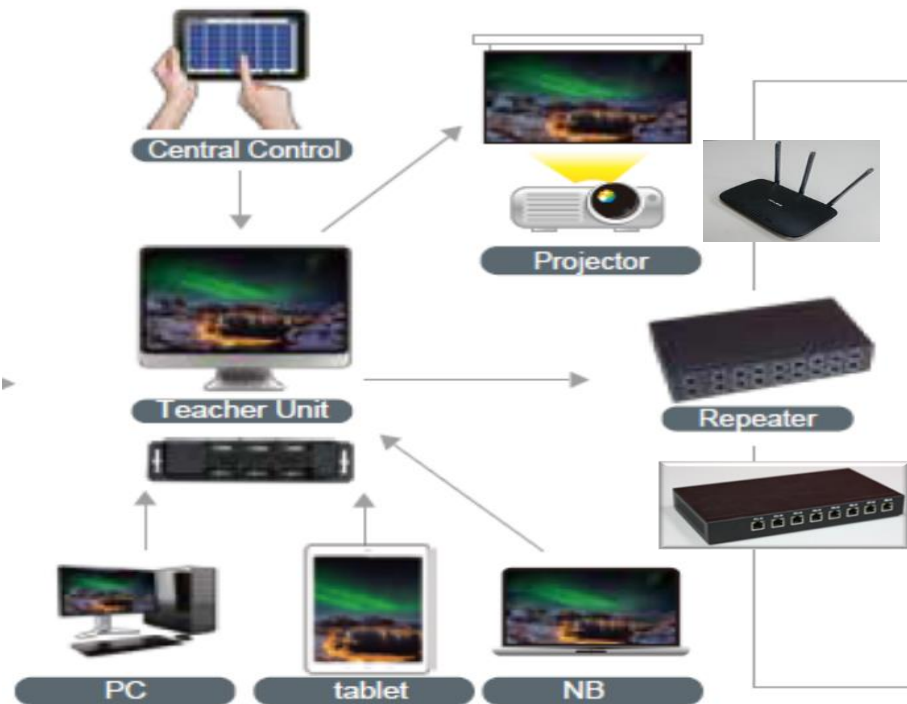 Central Control
Projector
Teacher Unit
Repeater
PC
tablet
NB